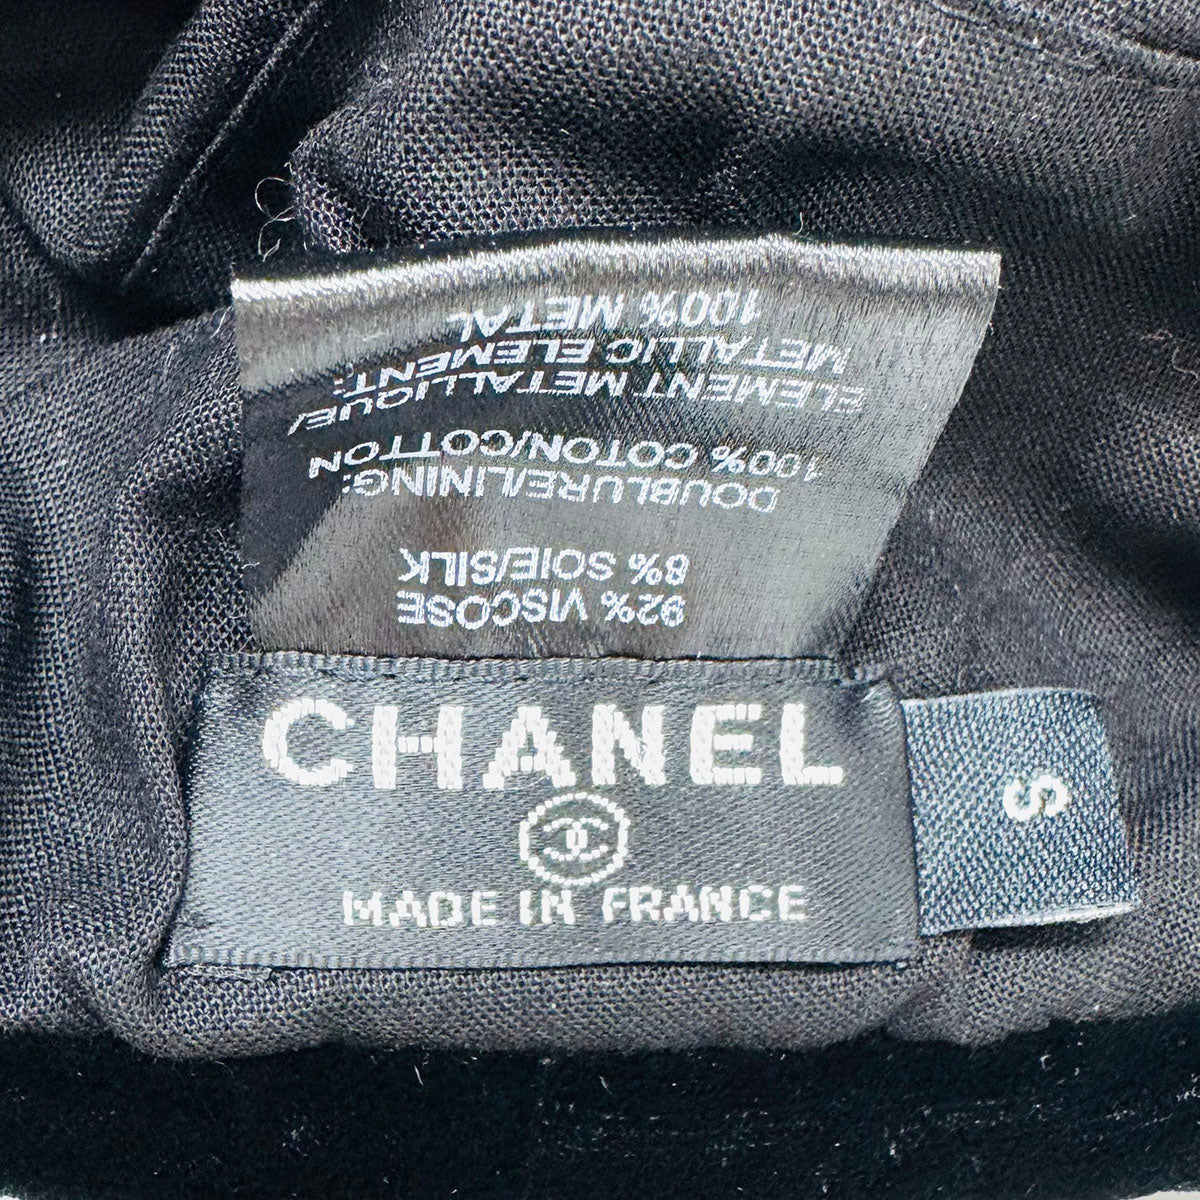 92% VISCOSE
8% SOIE/SILK
DOUBLURE/LINING:
100% COTON/COTTON
ELEMENT METALLIQUE/
METALLIC ELEMENT:
100% METAL
CHANEL
MADE IN FRANCE
S